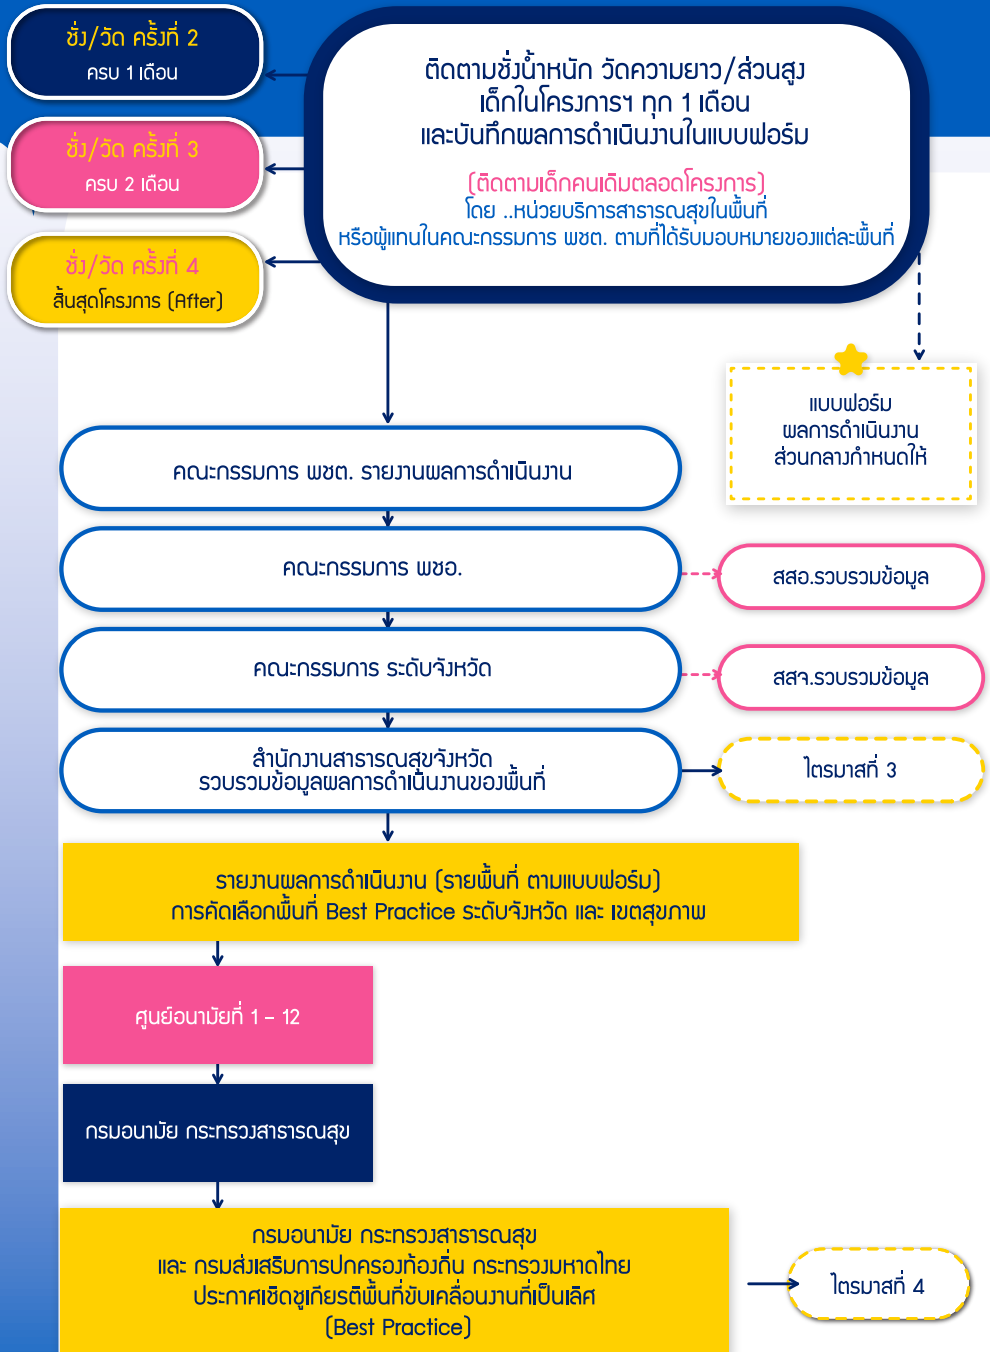 ชั่ง/วัด ครั้งที่ 2
ครบ 1 เดือน
ชั่ง/วัด ครั้งที่ 3
ครบ 2 เดือน
ชั่ง/วัด ครั้งที่ 4
สิ้นสุดโครงการ (After)
ติดตามชั่งน้ำหนัก วัดความยาว/ส่วนสูง
เด็กในโครงการฯ ทุก 1 เดือน
และบันทึกผลการดำเนินงานในแบบฟอร์ม
(ติดตามเด็กคนเดิมตลอดโครงการ)
โดย ..หน่วยบริการสาธารณสุขในพื้นที่
หรือผู้แทนในคณะกรรมการ พชต. ตามที่ได้รับมอบหมายของแต่ละพื้นที่
แบบฟอร์ม
ผลการดำเนินงาน
ส่วนกลางกำหนดให้
คณะกรรมการ พชต. รายงานผลการดำเนินงาน
คณะกรรมการ พชอ.
สสอ.รวบรวมข้อมูล
คณะกรรมการ ระดับจังหวัด
สสจ.รวบรวมข้อมูล
สำนักงานสาธารณสุขจังหวัด
รวบรวมข้อมูลผลการดำเนินงานของพื้นที่
ไตรมาสที่ 3
รายงานผลการดำเนินงาน (รายพื้นที่ ตามแบบฟอร์ม)
การคัดเลือกพื้นที่ Best Practice ระดับจังหวัด และ เขตสุขภาพ
ศูนย์อนามัยที่ 1 - 12
กรมอนามัย กระทรวงสาธารณสุข
กรมอนามัย กระทรวงสาธารณสุข
และ กรมส่งเสริมการปกครองท้องถิ่น กระทรวงมหาดไทย
ประกาศเชิดชูเกียรติพื้นที่ขับเคลื่อนงานที่เป็นเลิศ
(Best Practice)
ไตรมาสที่ 4